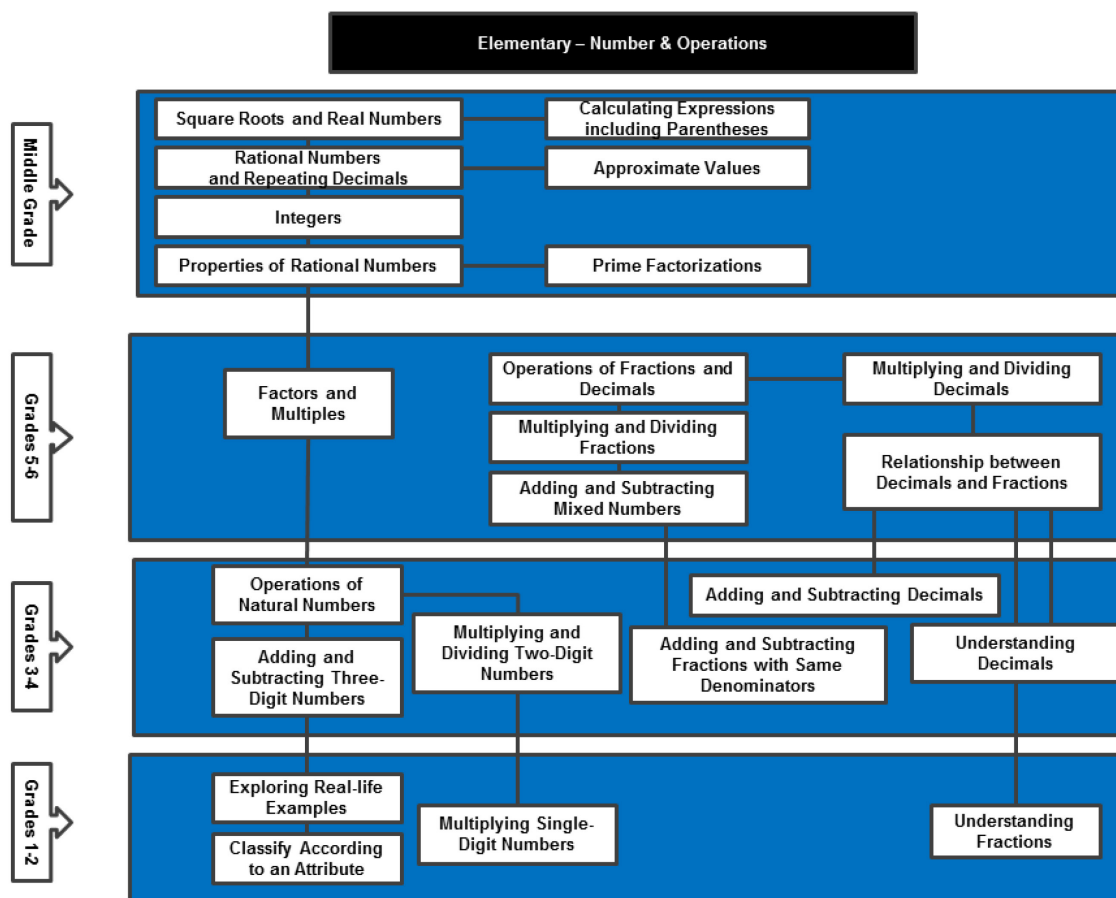 Elementary – Number & Operations
Middle Grade
Square Roots and Real Numbers
Calculating Expressions
including Parentheses
Rational Numbers
and Repeating Decimals
Approximate Values
Integers
Properties of Rational Numbers
Prime Factorizations
Grades 5-6
Factors and
Multiples
Operations of Fractions and
Decimals
Multiplying and Dividing
Decimals
Multiplying and Dividing
Fractions
Relationship between
Decimals and Fractions
Adding and Subtracting
Mixed Numbers
Grades 3-4
Operations of
Natural Numbers
Adding and Subtracting Decimals
Adding and
Subtracting Three-
Digit Numbers
Multiplying and
Dividing Two-Digit
Numbers
Adding and Subtracting
Fractions with Same
Denominators
Understanding
Decimals
Grades 1-2
Exploring Real-life
Examples
Classify According
to an Attribute
Multiplying Single-
Digit Numbers
Understanding
Fractions